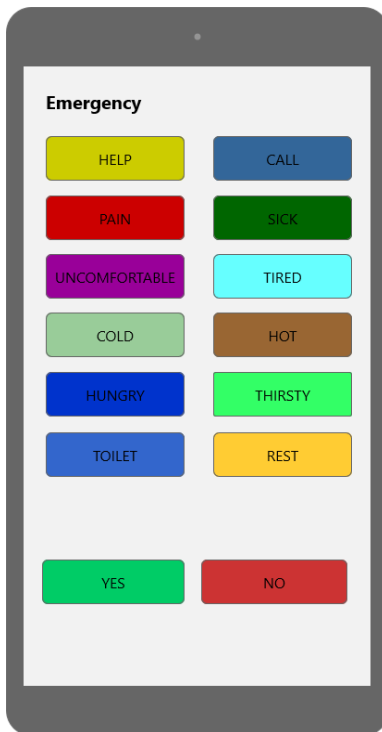 Emergency
HELP
CALL
PAIN
SICK
UNCOMFORTABLE
TIRED
COLD
HOT
HUNGRY
THIRSTY
TOILET
REST
YES
NO